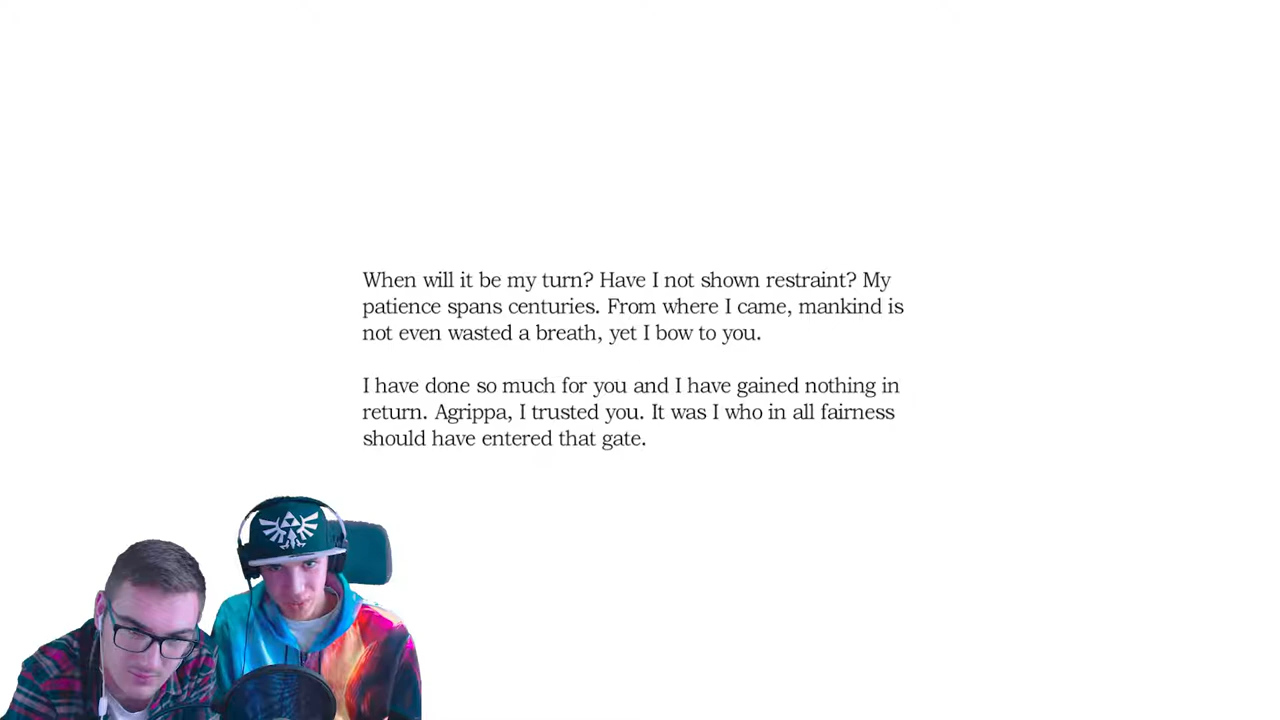 When will it be my turn? Have I not shown restraint? My
patience spans centuries. From where I came, mankind is
not even wasted a breath, yet I bow to you.
I have done so much for you and I have gained nothing in
return. Agrippa, I trusted you. It was I who in all fairness
should have entered that gate.